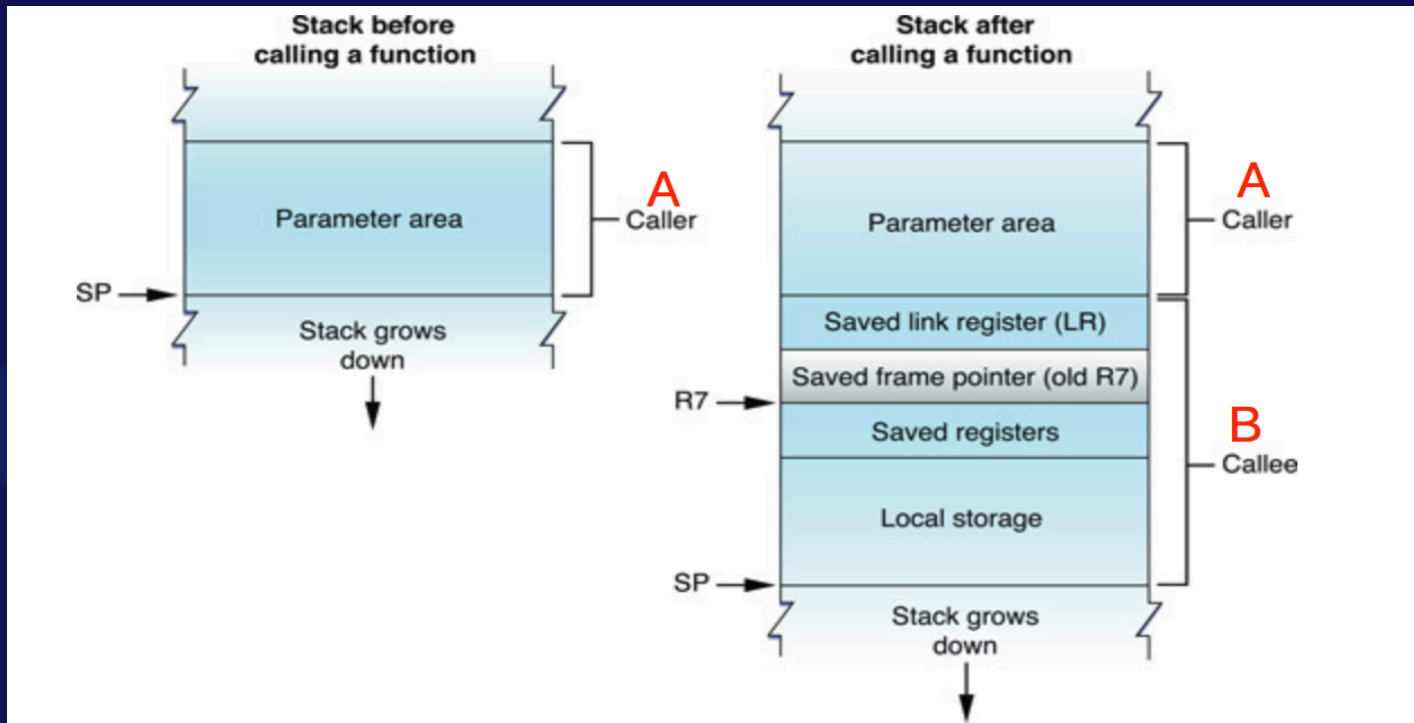 Stack before
calling a function
Parameter area
A
Caller
SP
Stack grows
down
Stack after
calling a function
Parameter area
A
Caller
Saved link register (LR)
Saved frame pointer (old R7)
R7
Saved registers
B
Callee
Local storage
SP
Stack grows
down